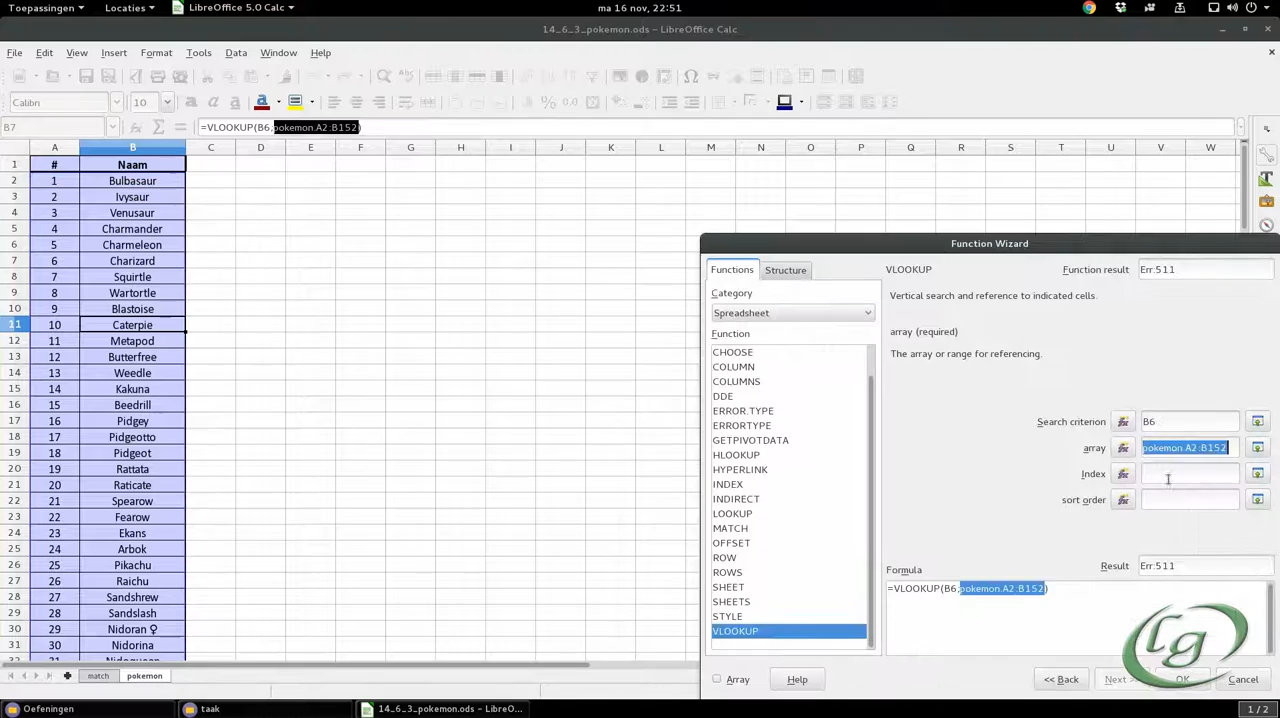 Toepassingen Locaties LibreOffice 5.0 Calc ma 16 nov, 22:51
14_6_3_pokemon.ods – LibreOffice Calc
File Edit View Insert Format Tools Data Window Help
Calibri 10
B7 =VLOOKUP(B6,pokemon.A2:B152)
A B C D E F G H I J K L M N O P Q R S T U V W
1 # Naam
2 1 Bulbasaur
3 2 Ivysaur
4 3 Venusaur
5 4 Charmander
6 5 Charmeleon
7 6 Charizard
8 7 Squirtle
9 8 Wartortle
10 9 Blastoise
11 10 Caterpie
12 11 Metapod
13 12 Butterfree
14 13 Weedle
15 14 Kakuna
16 15 Beedrill
17 16 Pidgey
18 17 Pidgeotto
19 18 Pidgeot
20 19 Rattata
21 20 Raticate
22 21 Spearow
23 22 Fearow
24 23 Ekans
25 24 Arbok
26 25 Pikachu
27 26 Raichu
28 27 Sandshrew
29 28 Sandslash
30 29 Nidoran ♀
31 30 Nidorina
match pokemon
Function Wizard
Functions Structure
Category
Spreadsheet
Function
CHOOSE
COLUMN
COLUMNS
DDE
ERROR.TYPE
ERRORTYPE
GETPIVOTDATA
HLOOKUP
HYPERLINK
INDEX
INDIRECT
LOOKUP
MATCH
OFFSET
ROW
ROWS
SHEET
SHEETS
STYLE
VLOOKUP
VLOOKUP Function result Err:511
Vertical search and reference to indicated cells.
array (required)
The array or range for referencing.
Search criterion B6
array pokemon.A2:B152
Index
sort order
Formula Result Err:511
=VLOOKUP(B6,pokemon.A2:B152)
Array Help << Back Next >> OK Cancel
lg
Oefeningen taak 14_6_3_pokemon.ods – LibreO... 1 / 2